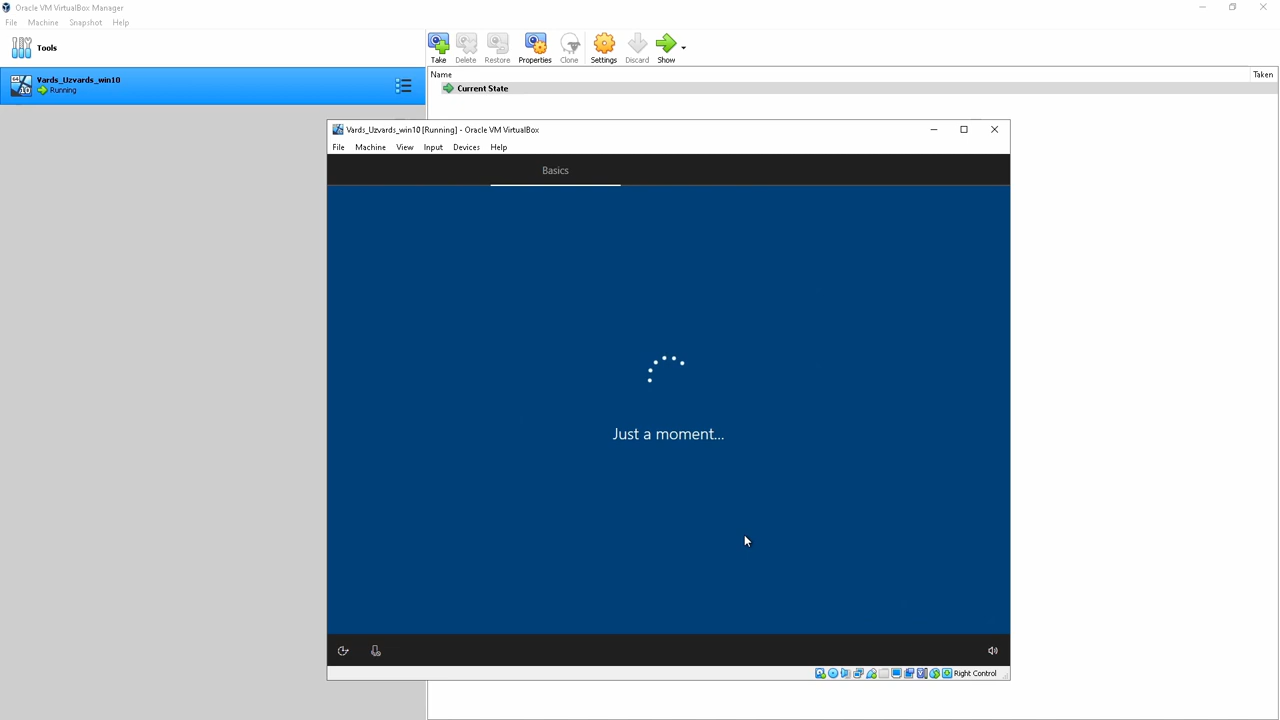 Oracle VM VirtualBox Manager
File Machine Snapshot Help
Tools
Take Delete Restore Properties Clone Settings Discard Show
Name Taken
Vards_Uzvards_win10
Running
Current State
Vards_Uzvards_win10 [Running] - Oracle VM VirtualBox
File Machine View Input Devices Help
Basics
Just a moment...
Right Control